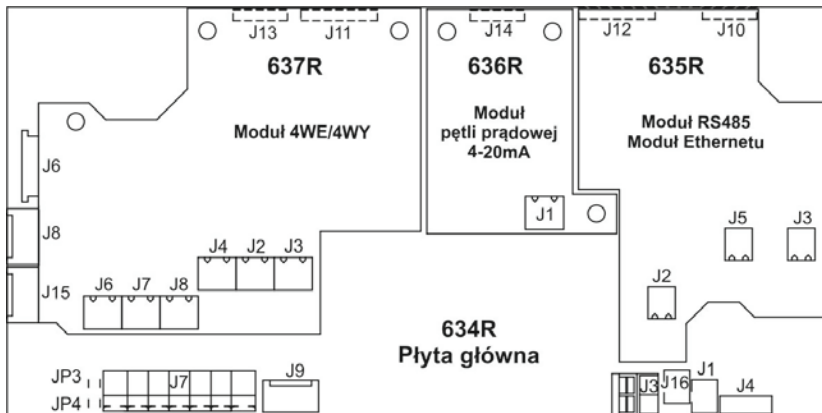 J13 J11 J14 J12 J10
637R 636R 635R
Moduł 4WE/4WY
Moduł
pętli prądowej
4-20mA
Moduł RS485
Moduł Ethernetu
J6
J1
J8
J4 J2 J3
J5 J3
J15
J6 J7 J8
J2
634R
Płyta główna
JP3
J7
J9
JP4
J3 J16 J1 J4